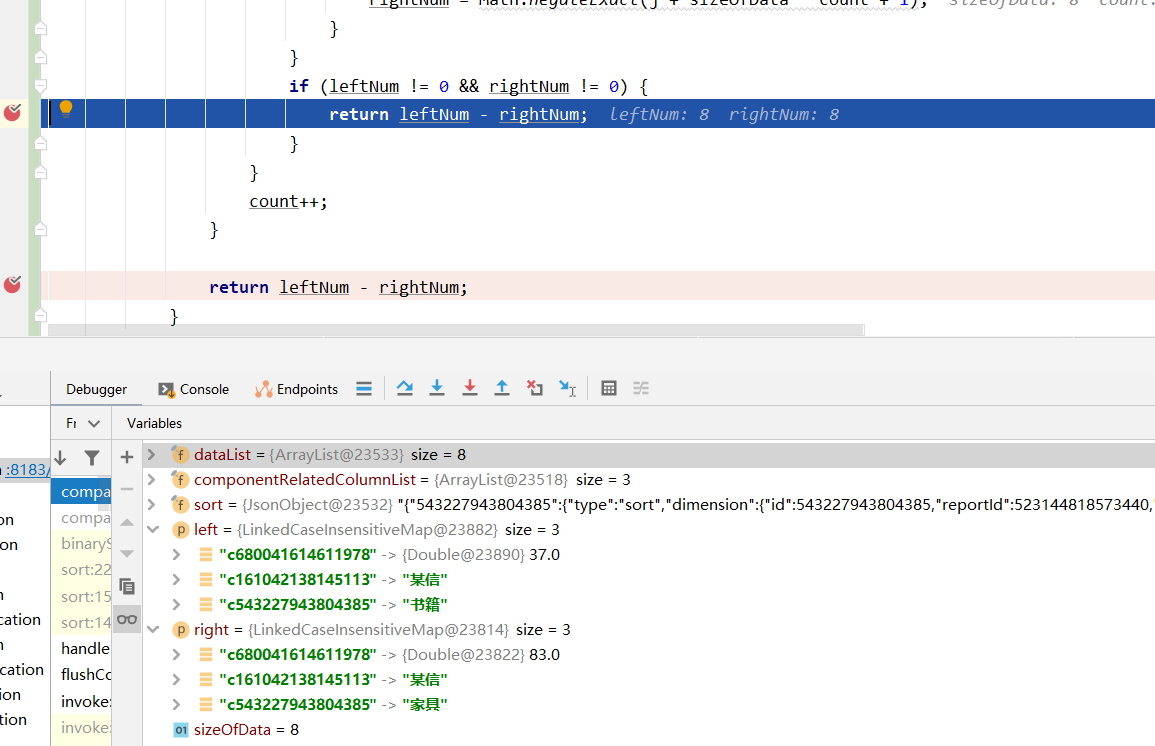 rightNum = Math.negateExact(j + sizeOfData - count + 1); sizeOfData: 8 count:
}
}
if (leftNum != 0 && rightNum != 0) {
return leftNum - rightNum; leftNum: 8 rightNum: 8
}
}
count++;
}
return leftNum - rightNum;
}
Debugger Console Endpoints
Fr Variables
dataList = {ArrayList@23533} size = 8
:8183/ componentRelatedColumnList = {ArrayList@23518} size = 3
compa sort = {JsonObject@23532} "{"543227943804385":{"type":"sort","dimension":{"id":543227943804385,"reportId":523144818573440,"
on compa left = {LinkedCaseInsensitiveMap@23882} size = 3
on binaryS "c680041614611978" -> {Double@23890} 37.0
sort:22 "c161042138145113" -> "某信"
sort:15 "c543227943804385" -> "书籍"
cation sort:14 right = {LinkedCaseInsensitiveMap@23814} size = 3
handle "c680041614611978" -> {Double@23822} 83.0
cation flushCo "c161042138145113" -> "某信"
ion invoke: "c543227943804385" -> "家具"
tion invoke: sizeOfData = 8